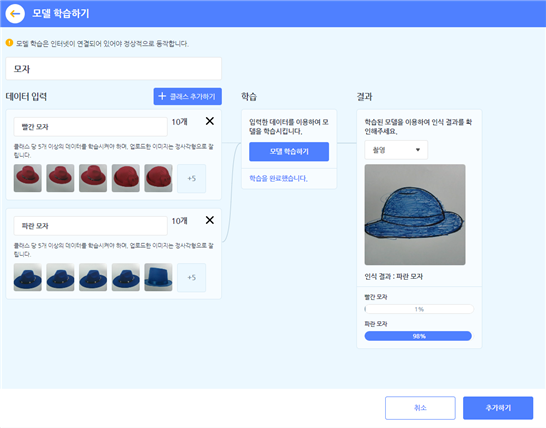 모델 학습하기
모델 학습은 인터넷이 연결되어 있어야 정상적으로 동작합니다.
모자
데이터 입력
클래스 추가하기
빨간 모자
10개
클래스 당 5개 이상의 데이터를 학습시켜야 하며, 업로드한 이미지는 정사각형으로 잘
립니다.
+5
파란 모자
10개
클래스 당 5개 이상의 데이터를 학습시켜야 하며, 업로드한 이미지는 정사각형으로 잘
립니다.
+5
학습
입력한 데이터를 이용하여 모
델을 학습시킵니다.
모델 학습하기
학습을 완료했습니다.
결과
학습된 모델을 이용하여 인식 결과를 확
인해주세요.
촬영
인식 결과 : 파란 모자
빨간 모자
1%
파란 모자
98%
취소
추가하기